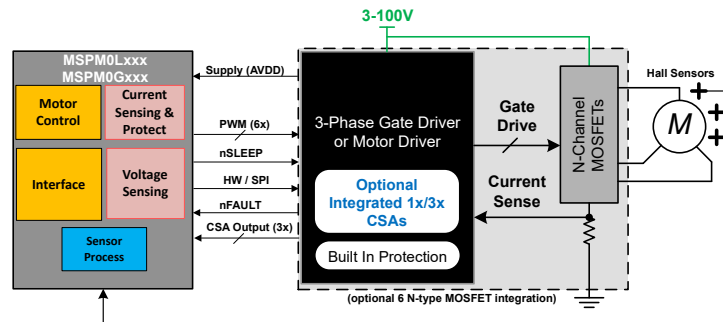 3-100V
MSPM0Lxxx
MSPM0Gxxx
Motor
Control
Current
Sensing &
Protect
Interface
Voltage
Sensing
Sensor
Process
Supply (AVDD)
PWM (6x)
nSLEEP
HW / SPI
nFAULT
CSA Output (3x)
3-Phase Gate Driver
or Motor Driver
Optional
Integrated 1x/3x
CSAs
Built In Protection
Gate
Drive
Current
Sense
N-Channel
MOSFETs
Hall Sensors
M
(optional 6 N-type MOSFET integration)